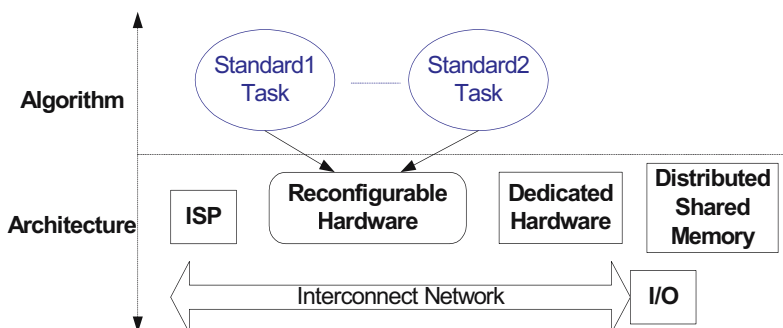 Standard1
Task
Standard2
Task
Algorithm
Architecture
ISP
Reconfigurable
Hardware
Dedicated
Hardware
Distributed
Shared
Memory
Interconnect Network
I/O